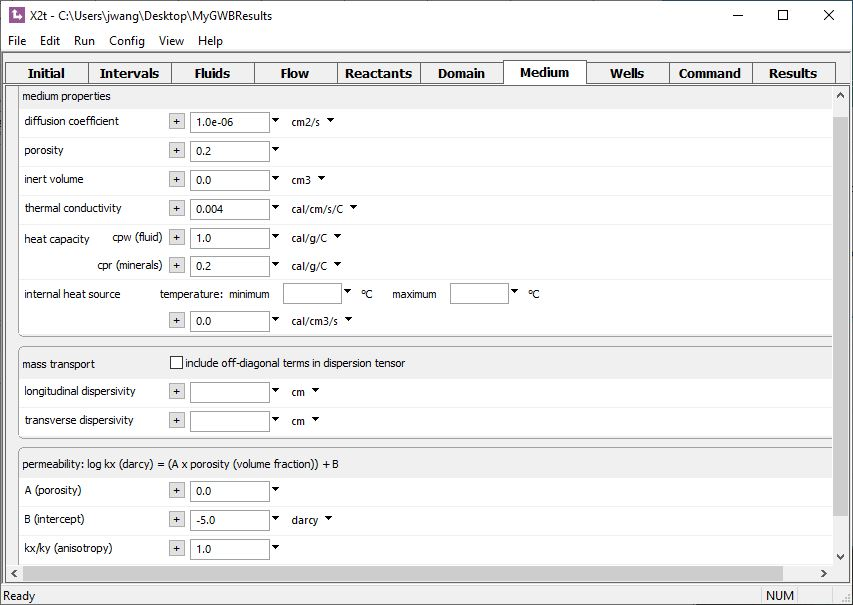 X2t - C:\Users\jwang\Desktop\MyGWBResults
File Edit Run Config View Help
Initial Intervals Fluids Flow Reactants Domain Medium Wells Command Results
medium properties
diffusion coefficient + 1.0e-06 cm2/s
porosity + 0.2
inert volume + 0.0 cm3
thermal conductivity + 0.004 cal/cm/s/C
heat capacity cpw (fluid) + 1.0 cal/g/C
cpr (minerals) + 0.2 cal/g/C
internal heat source temperature: minimum ºC maximum ºC
+ 0.0 cal/cm3/s
mass transport include off-diagonal terms in dispersion tensor
longitudinal dispersivity + cm
transverse dispersivity + cm
permeability: log kx (darcy) = (A x porosity (volume fraction)) + B
A (porosity) + 0.0
B (intercept) + -5.0 darcy
kx/ky (anisotropy) + 1.0
Ready NUM